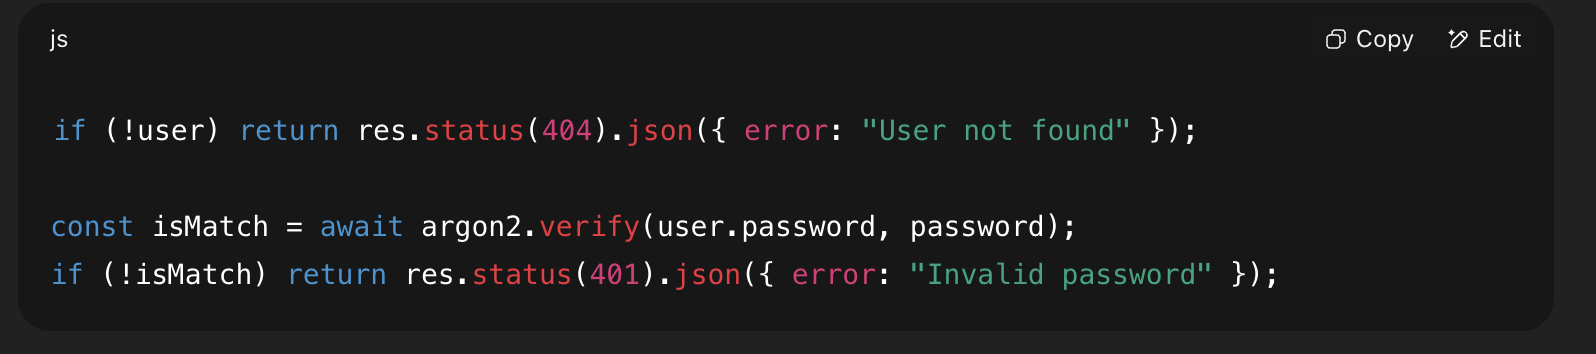 js
Copy
Edit
if (!user) return res.status(404).json({ error: "User not found" });
const isMatch = await argon2.verify(user.password, password);
if (!isMatch) return res.status(401).json({ error: "Invalid password" });